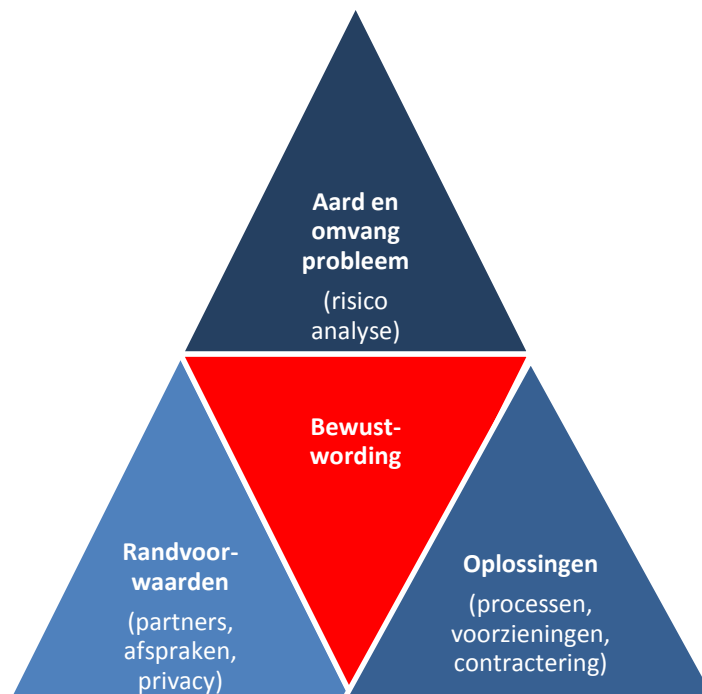 Aard en
omvang
probleem
(risico
analyse)
Bewust-
wording
Randvoor-
waarden
(partners,
afspraken,
privacy)
Oplossingen
(processen,
voorzieningen,
contractering)